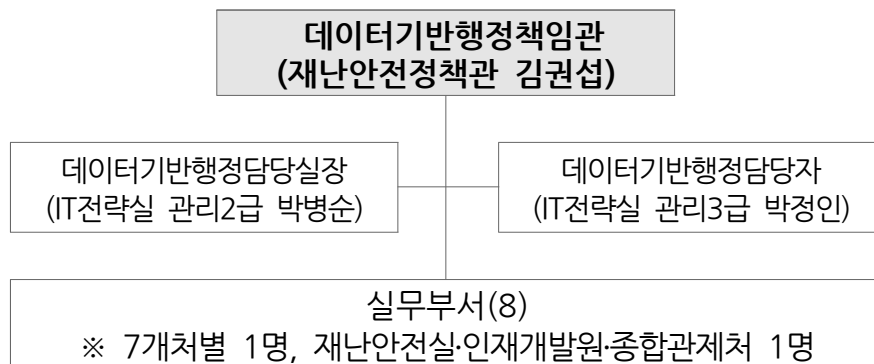 데이터기반행정책임관
(재난안전정책관 김권섭)
데이터기반행정담당실장
(IT전략실 관리2급 박병순)
데이터기반행정담당자
(IT전략실 관리3급 박정인)
실무부서(8)
※ 7개처별 1명, 재난안전실·인재개발원·종합관제처 1명